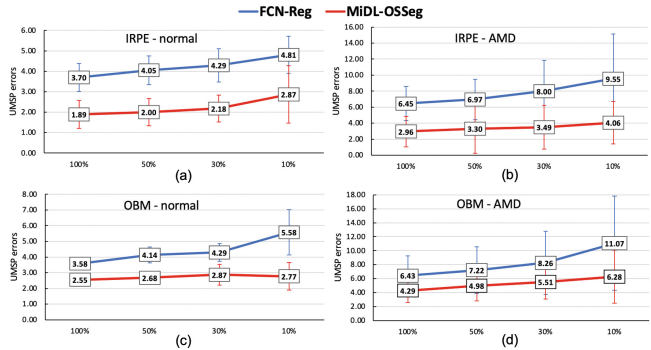 FCN-Reg MiDL-OSSeg
IRPE - normal
UMSP errors
6.00
5.00
4.00
3.00
2.00
1.00
0.00
3.70 4.05 4.29 4.81
1.89 2.00 2.18 2.87
100% 50% 30% 10%
(a)
IRPE - AMD
UMSP errors
16.00
14.00
12.00
10.00
8.00
6.00
4.00
2.00
0.00
6.45 6.97 8.00 9.55
2.96 3.30 3.49 4.06
100% 50% 30% 10%
(b)
OBM - normal
UMSP errors
8.00
7.00
6.00
5.00
4.00
3.00
2.00
1.00
0.00
3.58 4.14 4.29 5.58
2.55 2.68 2.87 2.77
100% 50% 30% 10%
(c)
OBM - AMD
UMSP errors
18.00
16.00
14.00
12.00
10.00
8.00
6.00
4.00
2.00
0.00
6.43 7.22 8.26 11.07
4.29 4.98 5.51 6.28
100% 50% 30% 10%
(d)